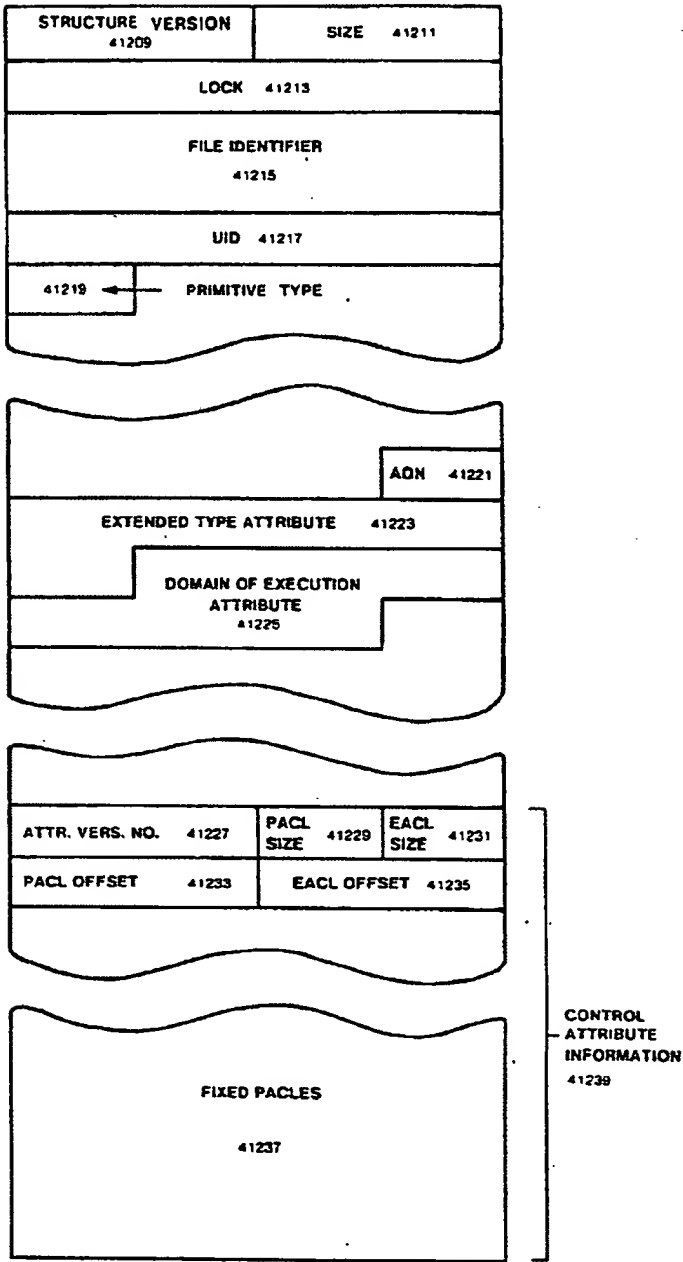 STRUCTURE VERSION
41209
SIZE 41211
LOCK 41213
FILE IDENTIFIER
41215
UID 41217
41219 PRIMITIVE TYPE
AON 41221
EXTENDED TYPE ATTRIBUTE 41223
DOMAIN OF EXECUTION
ATTRIBUTE
41225
ATTR. VERS. NO. 41227
PACL
SIZE 41229
EACL
SIZE 41231
PACL OFFSET 41233
EACL OFFSET 41235
CONTROL
ATTRIBUTE
INFORMATION
41239
FIXED PACLES
41237